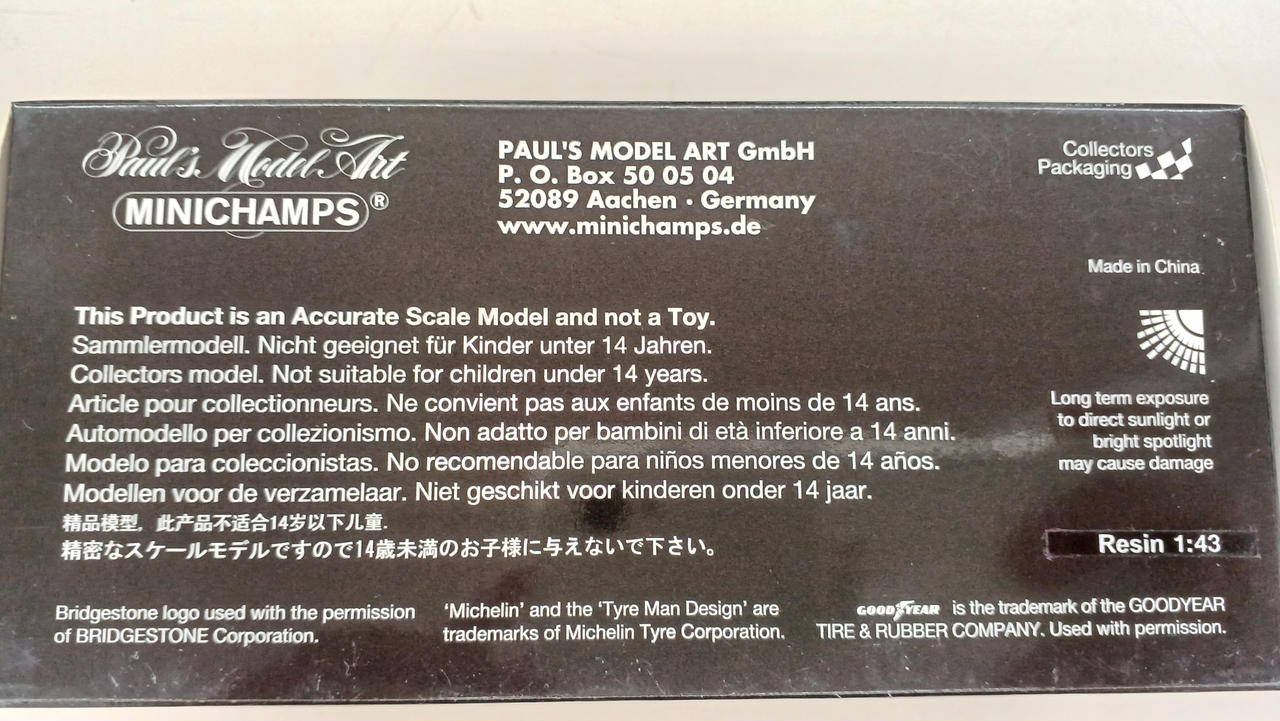 Paul's Model Art
MINICHAMPS®
PAUL'S MODEL ART GmbH
P. O. Box 50 05 04
52089 Aachen · Germany
www.minichamps.de
Collectors
Packaging
Made in China
This Product is an Accurate Scale Model and not a Toy.
Sammlermodell. Nicht geeignet für Kinder unter 14 Jahren.
Collectors model. Not suitable for children under 14 years.
Article pour collectionneurs. Ne convient pas aux enfants de moins de 14 ans.
Automodello per collezionismo. Non adatto per bambini di età inferiore a 14 anni.
Modelo para coleccionistas. No recomendable para niños menores de 14 años.
Modellen voor de verzamelaar. Niet geschikt voor kinderen onder 14 jaar.
精品模型，此产品不适合14岁以下儿童.
精密なスケールモデルですので14歳未満のお子様に与えないで下さい。
Long term exposure
to direct sunlight or
bright spotlight
may cause damage
Resin 1:43
Bridgestone logo used with the permission
of BRIDGESTONE Corporation.
‘Michelin’ and the ‘Tyre Man Design’ are
trademarks of Michelin Tyre Corporation.
GOODYEAR is the trademark of the GOODYEAR
TIRE & RUBBER COMPANY. Used with permission.